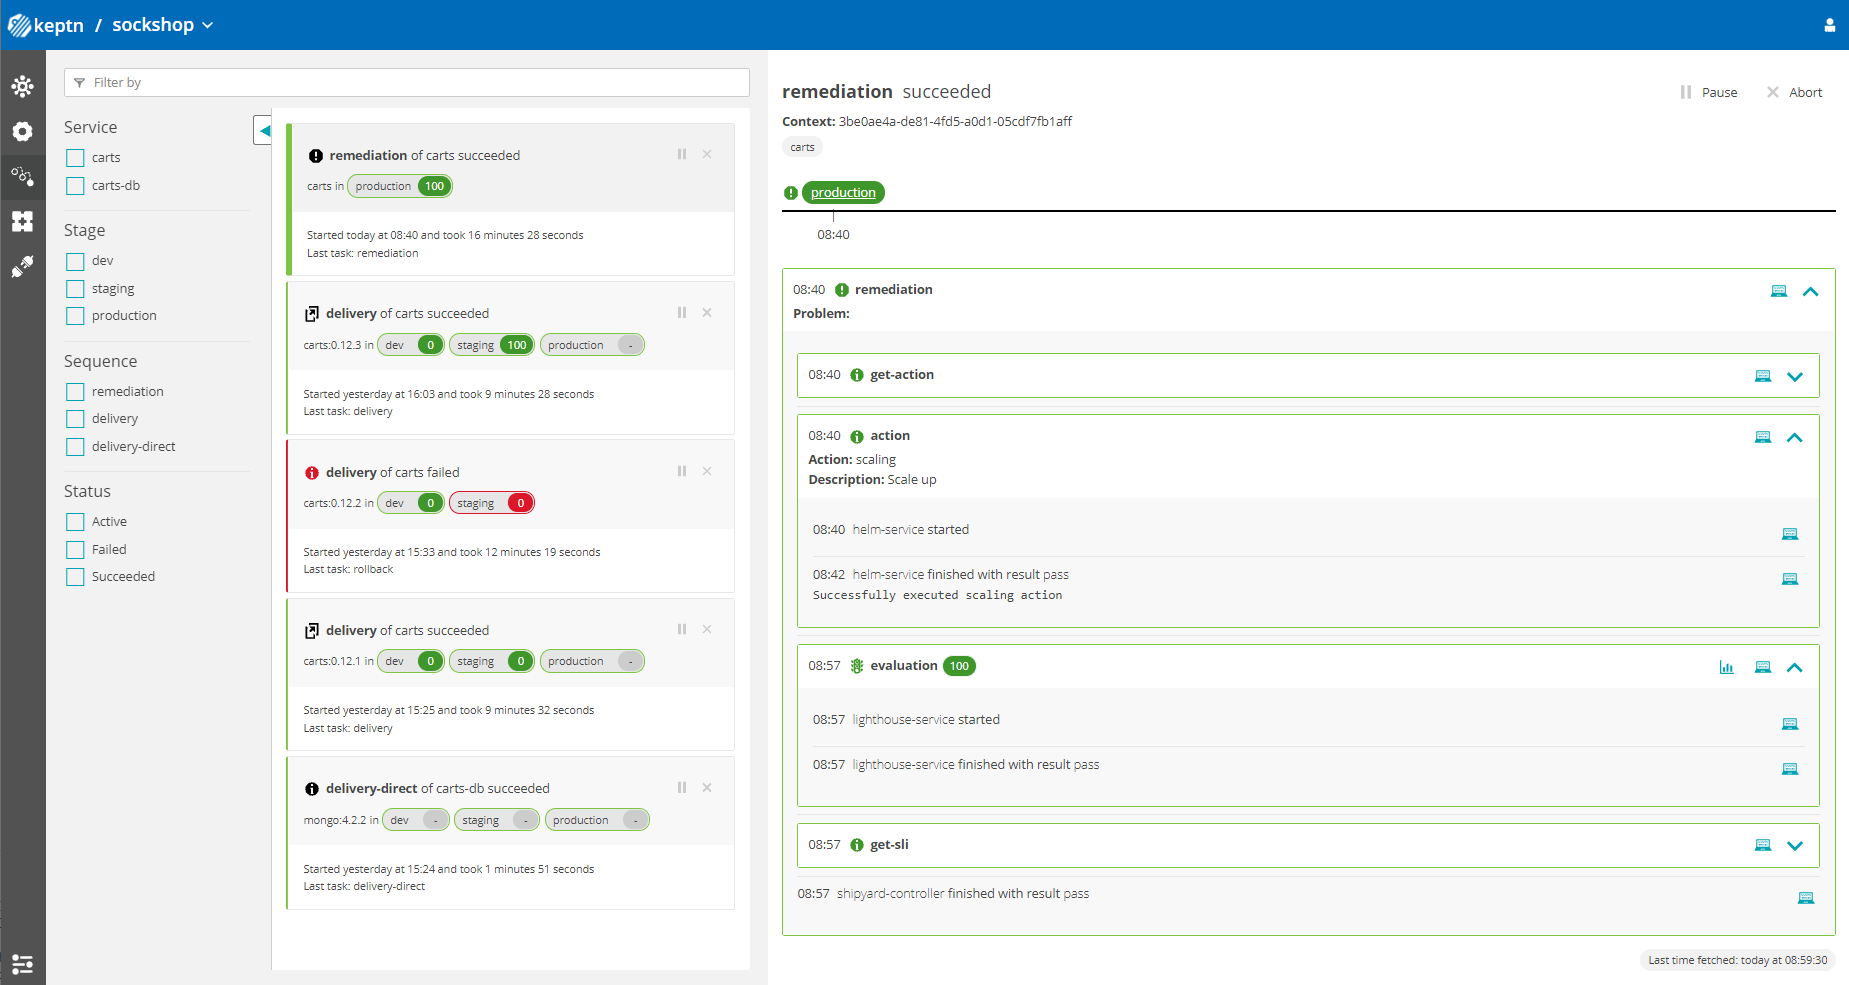 keptn / sockshop
Filter by
Service
carts
carts-db
Stage
dev
staging
production
Sequence
remediation
delivery
delivery-direct
Status
Active
Failed
Succeeded
remediation of carts succeeded
carts in production 100
Started today at 08:40 and took 16 minutes 28 seconds
Last task: remediation
delivery of carts succeeded
carts:0.12.3 in dev 0 staging 100 production -
Started yesterday at 16:03 and took 9 minutes 28 seconds
Last task: delivery
delivery of carts failed
carts:0.12.2 in dev 0 staging 0
Started yesterday at 15:33 and took 12 minutes 19 seconds
Last task: rollback
delivery of carts succeeded
carts:0.12.1 in dev 0 staging 0 production -
Started yesterday at 15:25 and took 9 minutes 32 seconds
Last task: delivery
delivery-direct of carts-db succeeded
mongo:4.2.2 in dev - staging - production -
Started yesterday at 15:24 and took 1 minutes 51 seconds
Last task: delivery-direct
remediation succeeded
Pause
Abort
Context: 3be0ae4a-de81-4fd5-a0d1-05cdf7fb1aff
carts
production
08:40
08:40 remediation
Problem:
08:40 get-action
08:40 action
Action: scaling
Description: Scale up
08:40 helm-service started
08:42 helm-service finished with result pass
Successfully executed scaling action
08:57 evaluation 100
08:57 lighthouse-service started
08:57 lighthouse-service finished with result pass
08:57 get-sli
08:57 shipyard-controller finished with result pass
Last time fetched: today at 08:59:30